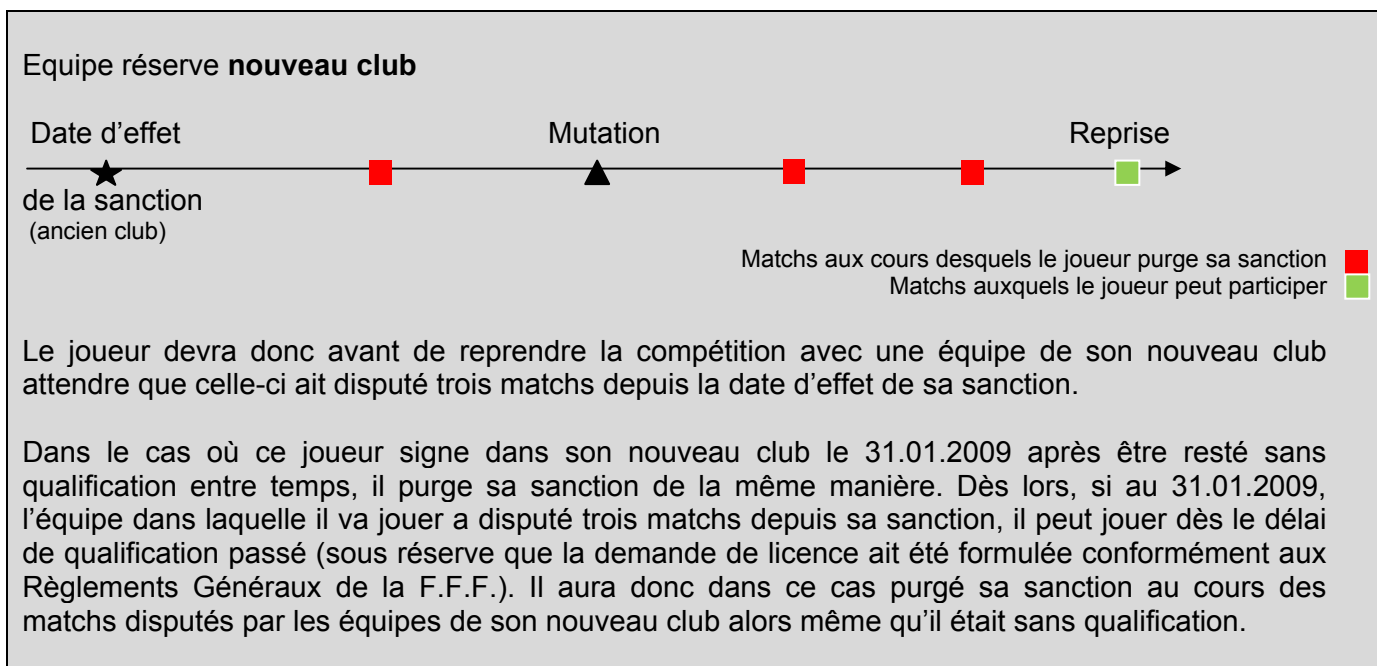 Equipe réserve nouveau club
Date d’effet Mutation Reprise
de la sanction
(ancien club)
Matchs aux cours desquels le joueur purge sa sanction
Matchs auxquels le joueur peut participer
Le joueur devra donc avant de reprendre la compétition avec une équipe de son nouveau club
attendre que celle-ci ait disputé trois matchs depuis la date d’effet de sa sanction.
Dans le cas où ce joueur signe dans son nouveau club le 31.01.2009 après être resté sans
qualification entre temps, il purge sa sanction de la même manière. Dès lors, si au 31.01.2009,
l’équipe dans laquelle il va jouer a disputé trois matchs depuis sa sanction, il peut jouer dès le délai
de qualification passé (sous réserve que la demande de licence ait été formulée conformément aux
Règlements Généraux de la F.F.F.). Il aura donc dans ce cas purgé sa sanction au cours des
matchs disputés par les équipes de son nouveau club alors même qu’il était sans qualification.